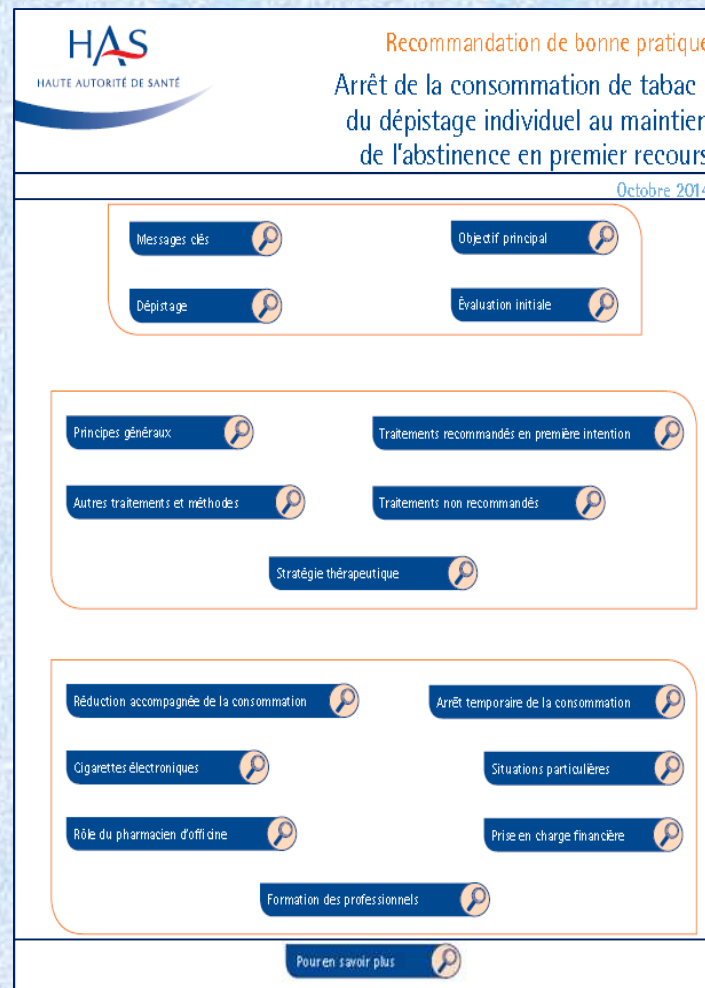 HAS
HAUTE AUTORITÉ DE SANTÉ
Recommandation de bonne pratique
Arrêt de la consommation de tabac :
du dépistage individuel au maintien
de l'abstinence en premier recours
Octobre 2014
Messages clés
Objectif principal
Dépistage
Évaluation initiale
Principes généraux
Traitements recommandés en première intention
Autres traitements et méthodes
Traitements non recommandés
Stratégie thérapeutique
Réduction accompagnée de la consommation
Arrêt temporaire de la consommation
Cigarettes électroniques
Situations particulières
Rôle du pharmacien d'officine
Prise en charge financière
Formation des professionnels
Pour en savoir plus